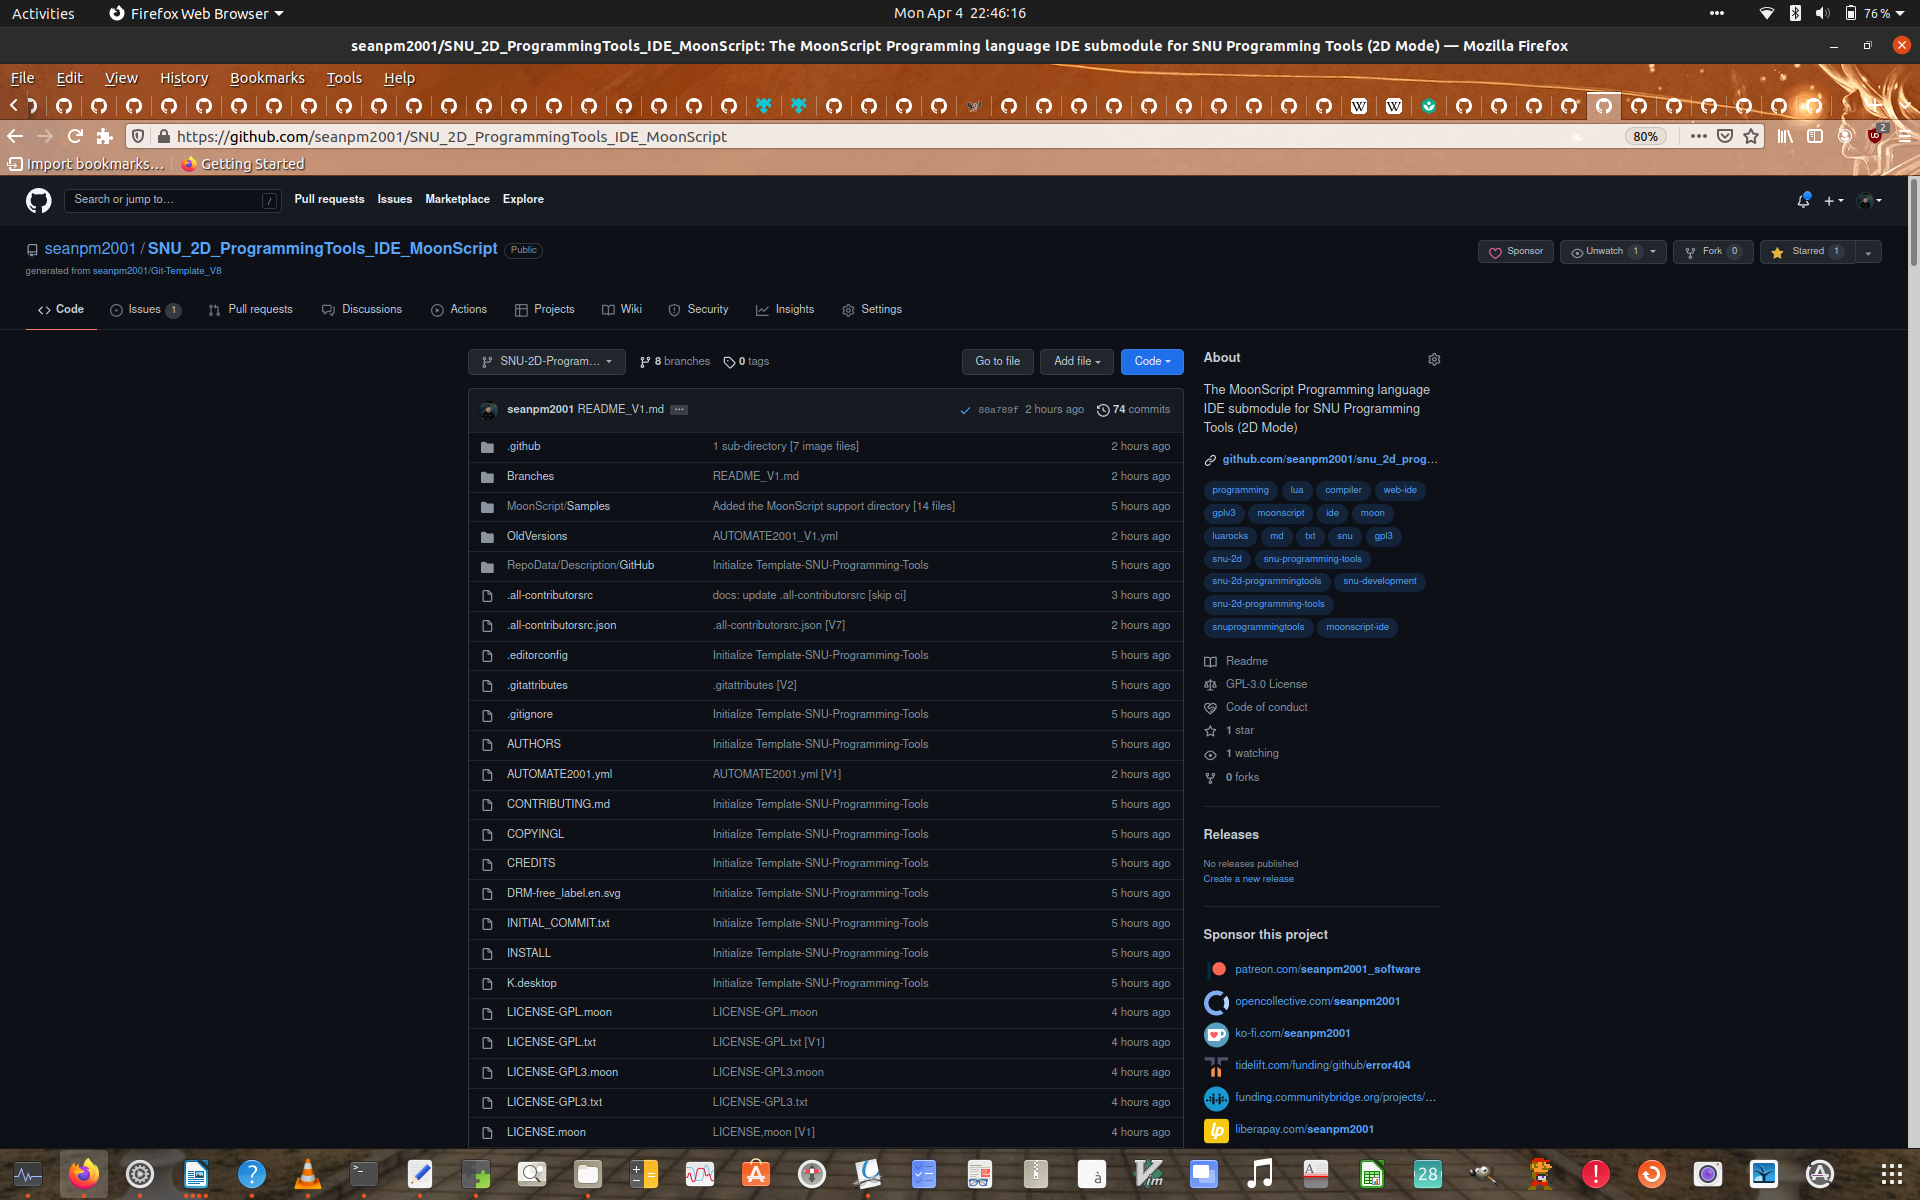 Activities
Firefox Web Browser
Mon Apr 4 22:46:16
76 %
seanpm2001/SNU_2D_ProgrammingTools_IDE_MoonScript: The MoonScript Programming language IDE submodule for SNU Programming Tools (2D Mode) — Mozilla Firefox
File Edit View History Bookmarks Tools Help
https://github.com/seanpm2001/SNU_2D_ProgrammingTools_IDE_MoonScript
80%
2
Import bookmarks...
Getting Started
Search or jump to...
/
Pull requests Issues Marketplace Explore
seanpm2001 / SNU_2D_ProgrammingTools_IDE_MoonScript Public
generated from seanpm2001/Git-Template_V8
Sponsor
Unwatch 1
Fork 0
Starred 1
Code
Issues 1
Pull requests
Discussions
Actions
Projects
Wiki
Security
Insights
Settings
SNU-2D-Program...
8 branches
0 tags
Go to file
Add file
Code
seanpm2001 README_V1.md ...
80a789f 2 hours ago
74 commits
.github 1 sub-directory [7 image files] 2 hours ago
Branches README_V1.md 2 hours ago
MoonScript/Samples Added the MoonScript support directory [14 files] 5 hours ago
OldVersions AUTOMATE2001_V1.yml 2 hours ago
RepoData/Description/GitHub Initialize Template-SNU-Programming-Tools 5 hours ago
.all-contributorsrc docs: update .all-contributorsrc [skip ci] 3 hours ago
.all-contributorsrc.json .all-contributorsrc.json [V7] 2 hours ago
.editorconfig Initialize Template-SNU-Programming-Tools 5 hours ago
.gitattributes .gitattributes [V2] 5 hours ago
.gitignore Initialize Template-SNU-Programming-Tools 5 hours ago
AUTHORS Initialize Template-SNU-Programming-Tools 5 hours ago
AUTOMATE2001.yml AUTOMATE2001.yml [V1] 2 hours ago
CONTRIBUTING.md Initialize Template-SNU-Programming-Tools 5 hours ago
COPYINGL Initialize Template-SNU-Programming-Tools 5 hours ago
CREDITS Initialize Template-SNU-Programming-Tools 5 hours ago
DRM-free_label.en.svg Initialize Template-SNU-Programming-Tools 5 hours ago
INITIAL_COMMIT.txt Initialize Template-SNU-Programming-Tools 5 hours ago
INSTALL Initialize Template-SNU-Programming-Tools 5 hours ago
K.desktop Initialize Template-SNU-Programming-Tools 5 hours ago
LICENSE-GPL.moon LICENSE-GPL.moon 4 hours ago
LICENSE-GPL.txt LICENSE-GPL.txt [V1] 4 hours ago
LICENSE-GPL3.moon LICENSE-GPL3.moon 4 hours ago
LICENSE-GPL3.txt LICENSE-GPL3.txt 4 hours ago
LICENSE.moon LICENSE,moon [V1] 4 hours ago
About
The MoonScript Programming language
IDE submodule for SNU Programming
Tools (2D Mode)
github.com/seanpm2001/snu_2d_prog...
programming lua compiler web-ide
gplv3 moonscript ide moon
luarocks md txt snu gpl3
snu-2d snu-programming-tools
snu-2d-programmingtools snu-development
snu-2d-programming-tools
snuprogrammingtools moonscript-ide
Readme
GPL-3.0 License
Code of conduct
1 star
1 watching
0 forks
Releases
No releases published
Create a new release
Sponsor this project
patreon.com/seanpm2001_software
opencollective.com/seanpm2001
ko-fi.com/seanpm2001
tidelift.com/funding/github/error404
funding.communitybridge.org/projects/...
lp
liberapay.com/seanpm2001
28